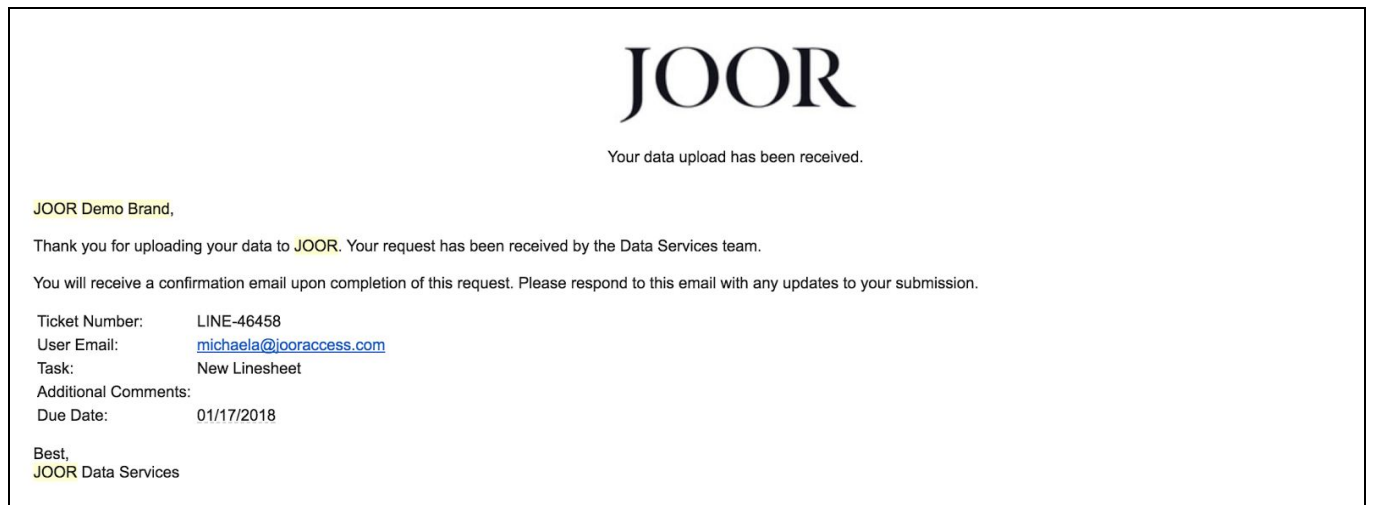 JOOR
Your data upload has been received.
JOOR Demo Brand,
Thank you for uploading your data to JOOR. Your request has been received by the Data Services team.
You will receive a confirmation email upon completion of this request. Please respond to this email with any updates to your submission.
Ticket Number: LINE-46458
User Email: michaela@jooraccess.com
Task: New Linesheet
Additional Comments:
Due Date: 01/17/2018
Best,
JOOR Data Services